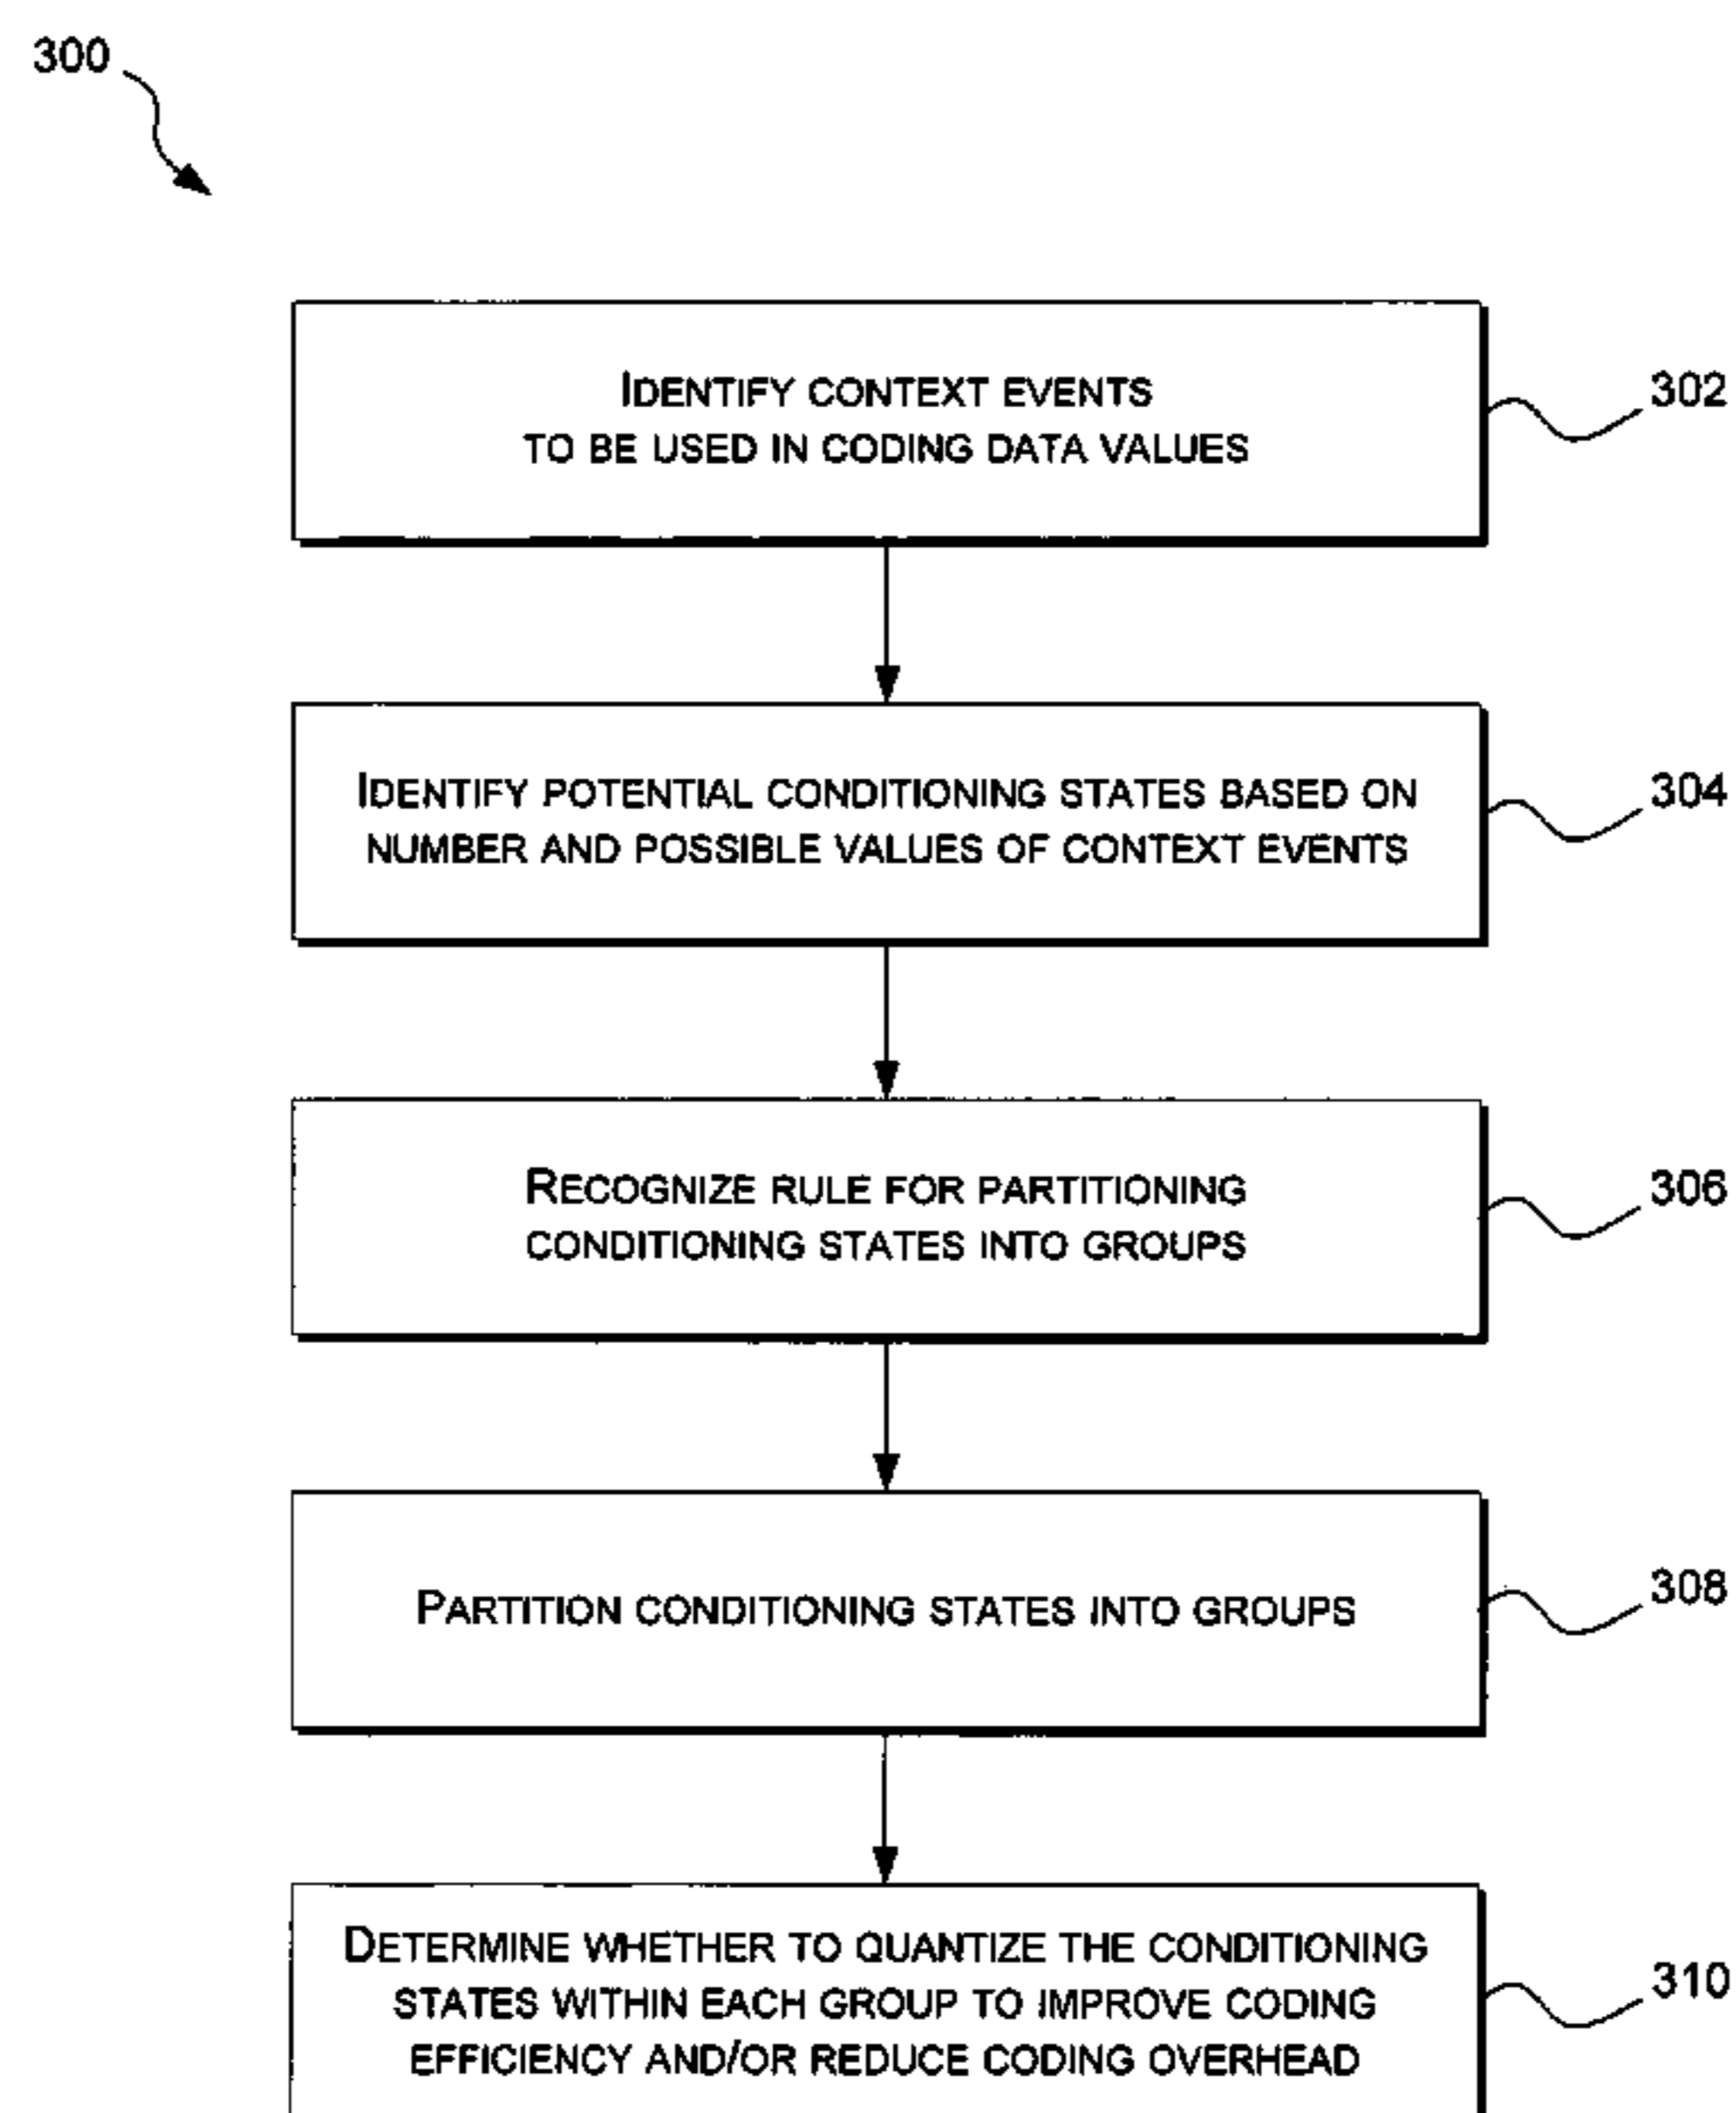 300
IDENTIFY CONTEXT EVENTS
TO BE USED IN CODING DATA VALUES
302
IDENTIFY POTENTIAL CONDITIONING STATES BASED ON
NUMBER AND POSSIBLE VALUES OF CONTEXT EVENTS
304
RECOGNIZE RULE FOR PARTITIONING
CONDITIONING STATES INTO GROUPS
306
PARTITION CONDITIONING STATES INTO GROUPS
308
DETERMINE WHETHER TO QUANTIZE THE CONDITIONING
STATES WITHIN EACH GROUP TO IMPROVE CODING
EFFICIENCY AND/OR REDUCE CODING OVERHEAD
310